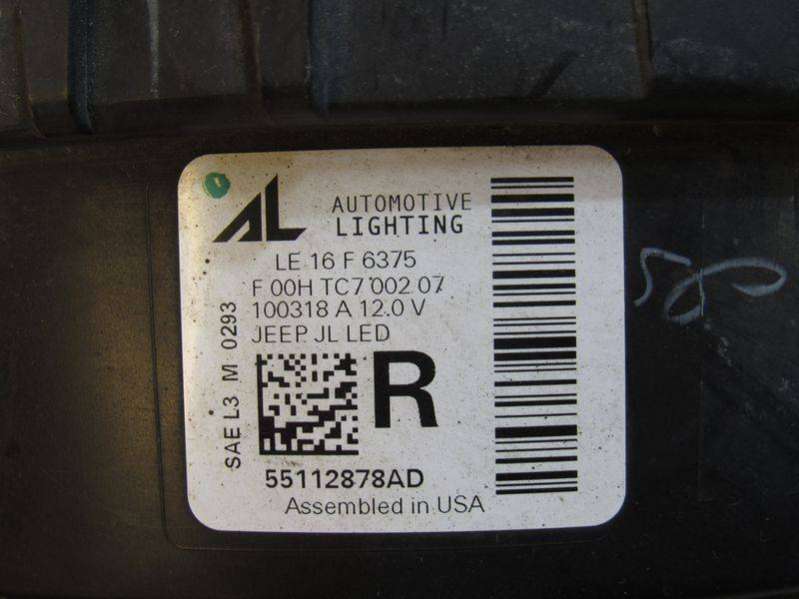 AL
AUTOMOTIVE
LIGHTING
LE 16 F 6375
F 00H TC7 002 07
100318 A 12.0 V
JEEP JL LED
SAE L3 M 0293
R
55112878AD
Assembled in USA